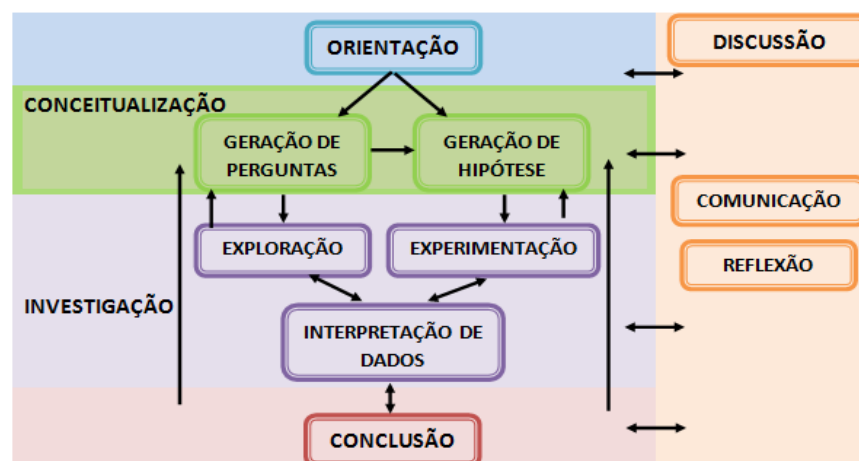 ORIENTAÇÃO
DISCUSSÃO
CONCEITUALIZAÇÃO
GERAÇÃO DE
PERGUNTAS
GERAÇÃO DE
HIPÓTESE
COMUNICAÇÃO
EXPLORAÇÃO
EXPERIMENTAÇÃO
REFLEXÃO
INVESTIGAÇÃO
INTERPRETAÇÃO DE
DADOS
CONCLUSÃO